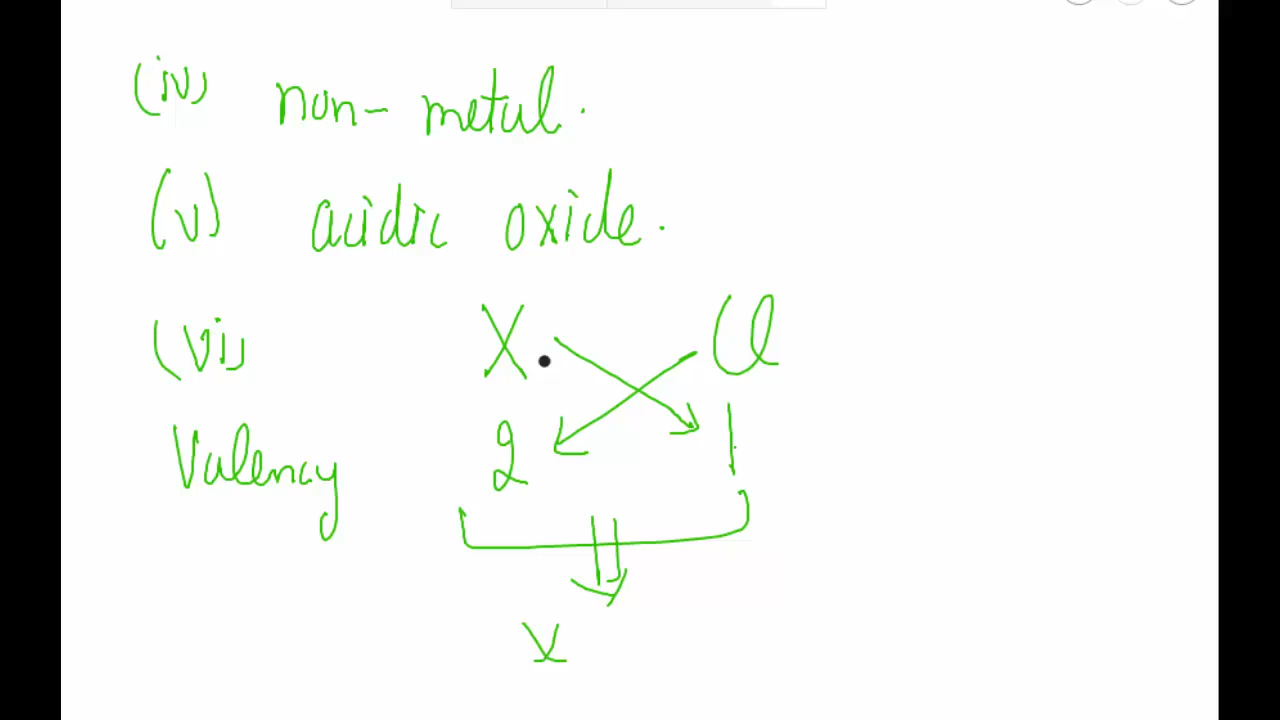 (iv) non-metal.
(v) acidic oxide.
(vi) X Cl
Valency 2 1
X